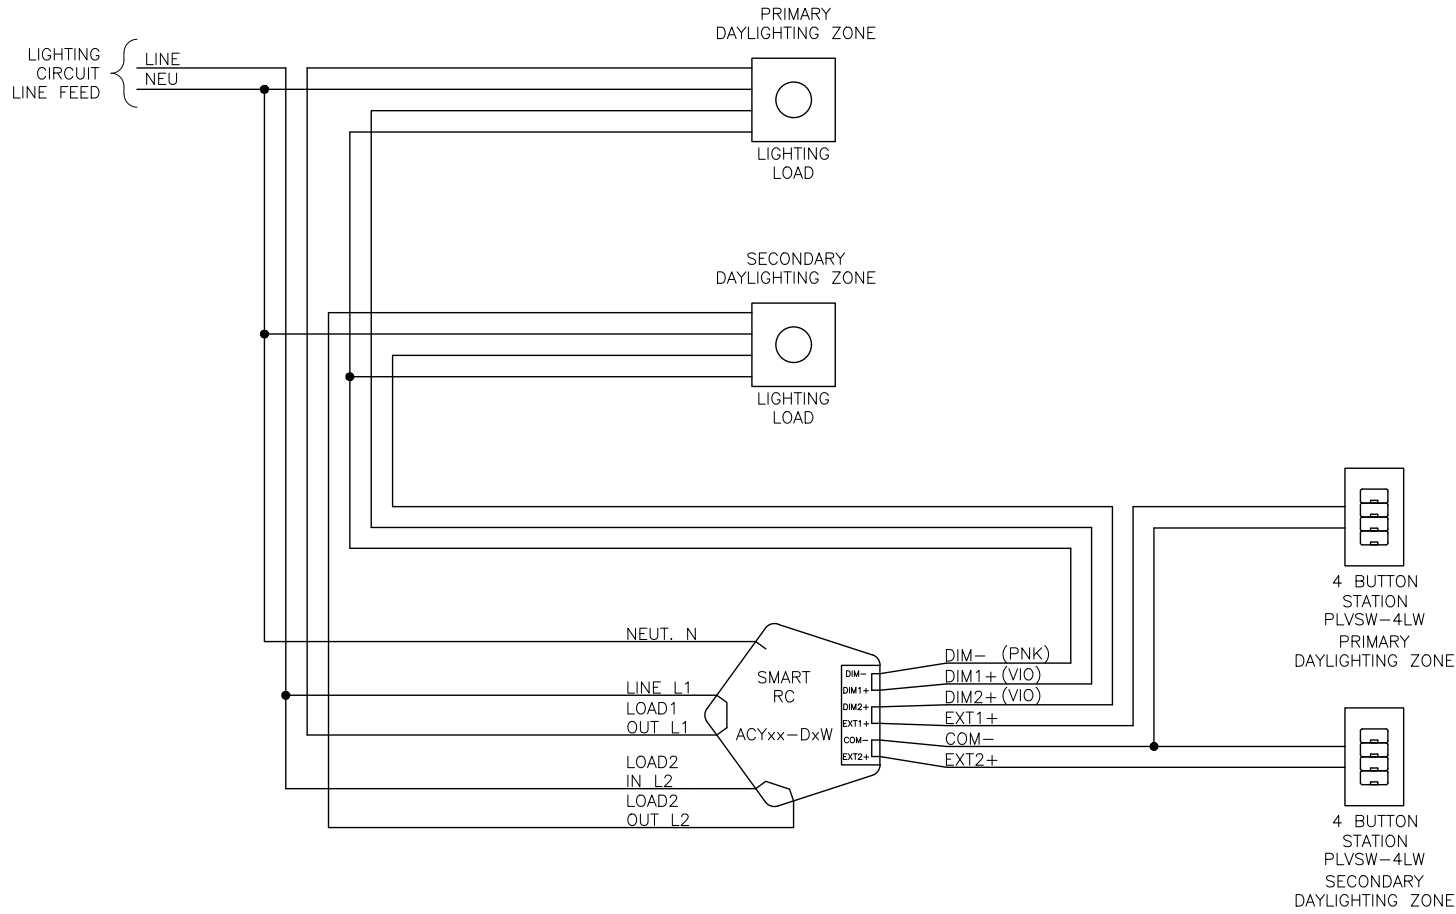 PRIMARY
DAYLIGHTING ZONE
LIGHTING
CIRCUIT
LINE FEED
LINE
NEU
LIGHTING
LOAD
SECONDARY
DAYLIGHTING ZONE
LIGHTING
LOAD
4 BUTTON
STATION
PLVSW-4LW
PRIMARY
DAYLIGHTING ZONE
NEUT. N
LINE L1
LOAD1
OUT L1
LOAD2
IN L2
LOAD2
OUT L2
SMART
RC
ACYxx-DxW
DIM-
DIM1+
DIM2+
EXT1+
COM-
EXT2+
DIM- (PNK)
DIM1+ (VIO)
DIM2+ (VIO)
EXT1+
COM-
EXT2+
4 BUTTON
STATION
PLVSW-4LW
SECONDARY
DAYLIGHTING ZONE